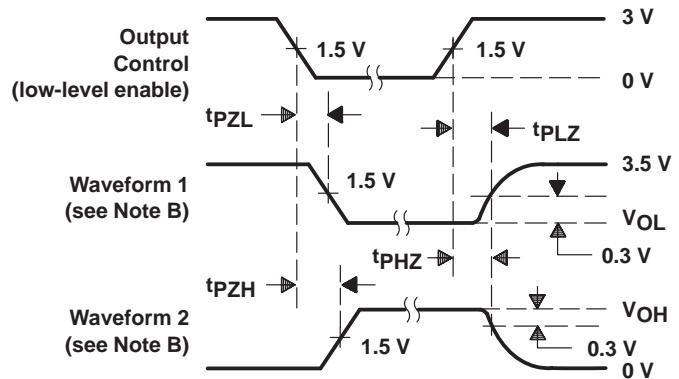 Output
Control
(low-level enable)
1.5 V
1.5 V
3 V
0 V
tPZL
tPLZ
Waveform 1
(see Note B)
1.5 V
3.5 V
VOL
0.3 V
tPHZ
tPZH
Waveform 2
(see Note B)
1.5 V
VOH
0.3 V
0 V